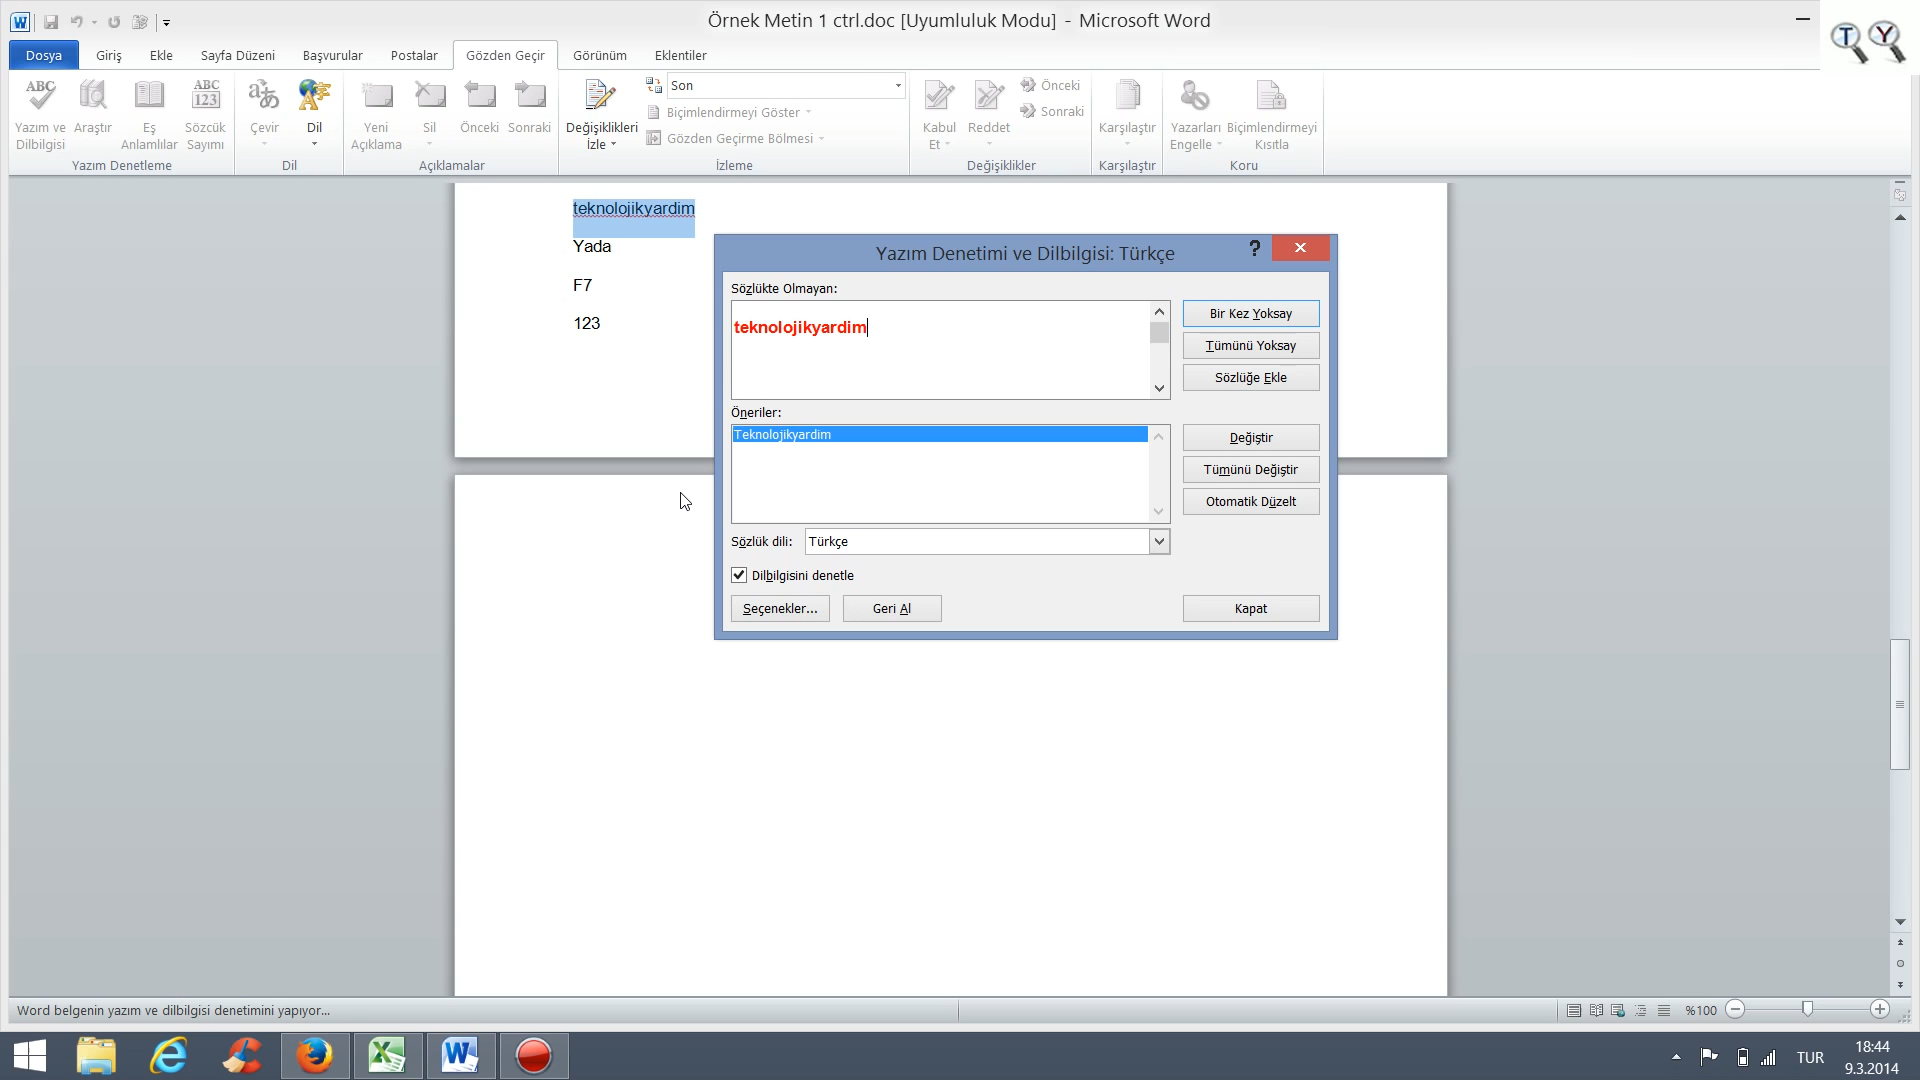 Örnek Metin 1 ctrl.doc [Uyumluluk Modu] - Microsoft Word
T Y
Dosya Giriş Ekle Sayfa Düzeni Başvurular Postalar Gözden Geçir Görünüm Eklentiler
Yazım ve Dilbilgisi
Araştır
Eş Anlamlılar
Sözcük Sayımı
Yazım Denetleme
Çevir
Dil
Dil
Yeni Açıklama
Sil
Önceki
Sonraki
Açıklamalar
Değişiklikleri İzle
Son
Biçimlendirmeyi Göster
Gözden Geçirme Bölmesi
İzleme
Kabul Et
Reddet
Önceki
Sonraki
Değişiklikler
Karşılaştır
Karşılaştır
Yazarları Engelle
Biçimlendirmeyi Kısıtla
Koru
teknolojikyardim
Yada
F7
123
Yazım Denetimi ve Dilbilgisi: Türkçe
? x
Sözlükte Olmayan:
teknolojikyardim
Bir Kez Yoksay
Tümünü Yoksay
Sözlüğe Ekle
Öneriler:
Teknolojikyardim
Değiştir
Tümünü Değiştir
Otomatik Düzelt
Sözlük dili: Türkçe
Dilbilgisini denetle
Seçenekler... Geri Al Kapat
Word belgenin yazım ve dilbilgisi denetimini yapıyor...
%100
TUR
18:44
9.3.2014